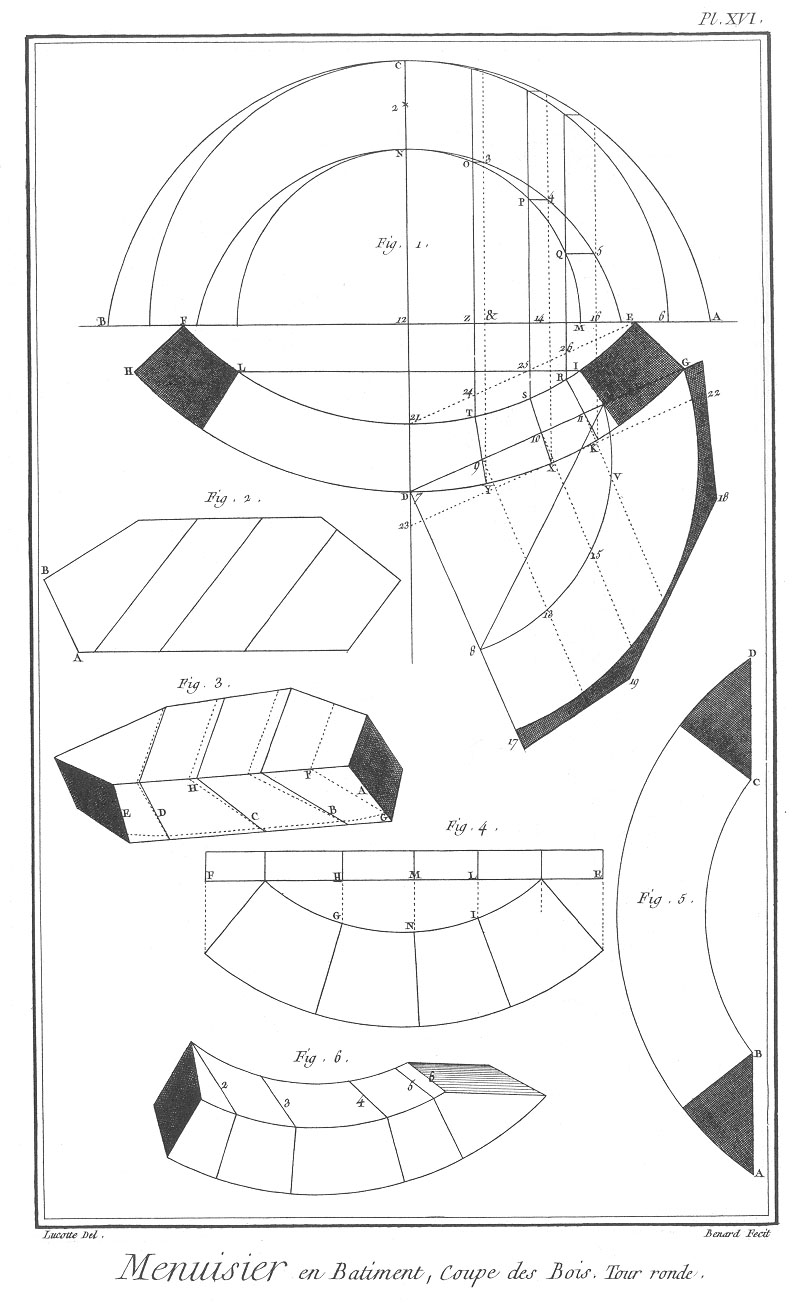 Pl. XVI.
C
2
N
O 3
P 4
Fig. 1.
Q 5
B F 12 Z & 14 M 16 E 6 A
26
H L 25 I G
R
24 S 22
21 T
10 11
9 K
D 7 Y X V
18
23
Fig. 2.
15
B
13
8
A
D
Fig. 3.
19
17
F
H A
C
E D C B G
Fig. 4.
F H M L E
Fig. 5.
G N I
B
Fig. 6.
2 3 4 5 6
A
Lucotte Del.
Benard Fecit
Menuisier en Batiment, Coupe des Bois. Tour ronde.